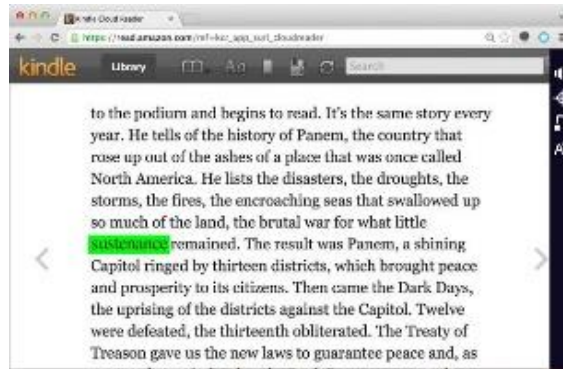 Kindle Cloud Reader
https://read.amazon.com/?ref=kcr_app_surl_cloudreader
kindle Library Aa Search
to the podium and begins to read. It's the same story every
year. He tells of the history of Panem, the country that
rose up out of the ashes of a place that was once called
North America. He lists the disasters, the droughts, the
storms, the fires, the encroaching seas that swallowed up
so much of the land, the brutal war for what little
sustenance remained. The result was Panem, a shining
Capitol ringed by thirteen districts, which brought peace
and prosperity to its citizens. Then came the Dark Days,
the uprising of the districts against the Capitol. Twelve
were defeated, the thirteenth obliterated. The Treaty of
Treason gave us the new laws to guarantee peace and, as